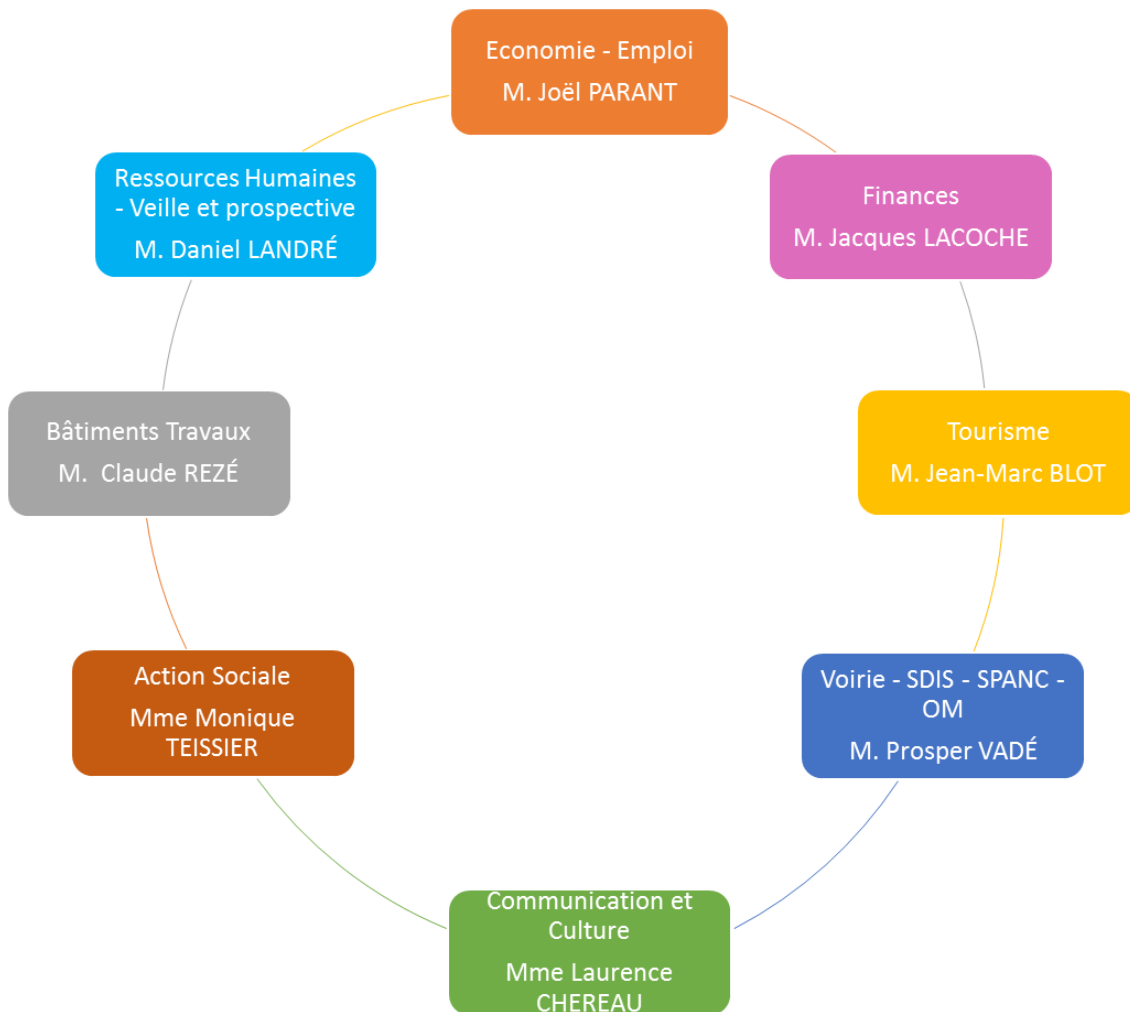 Economie - Emploi
M. Joël PARANT
Finances
M. Jacques LACOCHE
Tourisme
M. Jean-Marc BLOT
Voirie - SDIS - SPANC -
OM
M. Prosper VADÉ
Communication et
Culture
Mme Laurence
CHEREAU
Action Sociale
Mme Monique
TEISSIER
Bâtiments Travaux
M.  Claude REZÉ
Ressources Humaines
- Veille et prospective
M. Daniel LANDRÉ